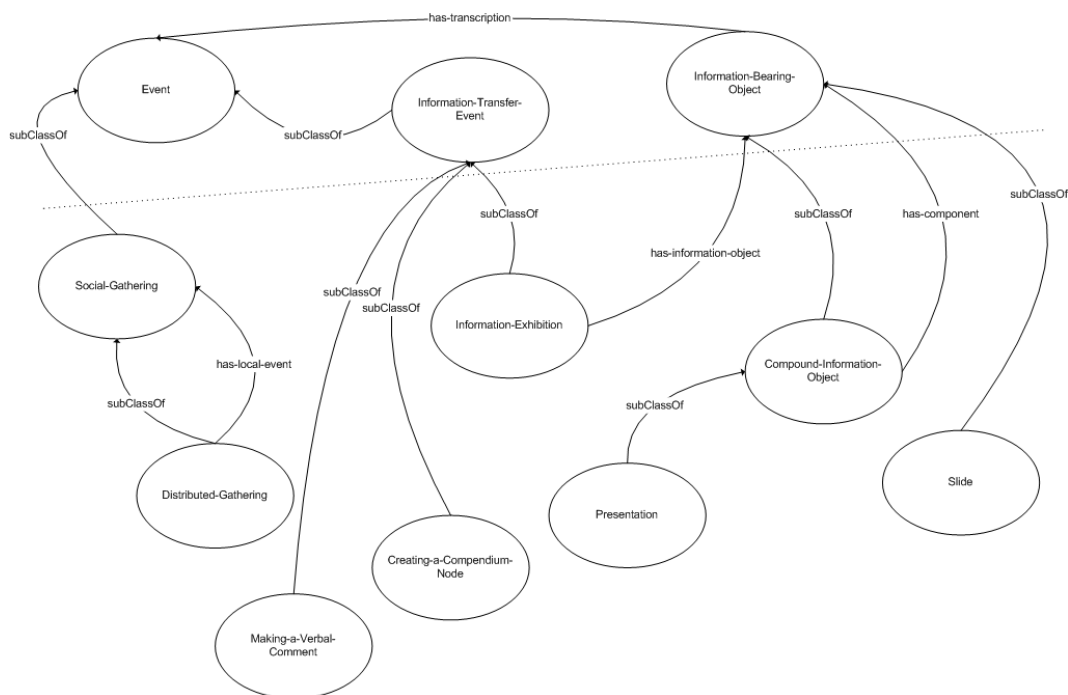 has-transcription
Event
Information-Transfer-
Event
Information-Bearing-
Object
subClassOf
subClassOf
subClassOf
subClassOf
subClassOf
has-component
has-information-object
Social-Gathering
subClassOf
subClassOf
Information-Exhibition
has-local-event
Compound-Information-
Object
subClassOf
subClassOf
Distributed-Gathering
Presentation
Slide
Creating-a-Compendium-
Node
Making-a-Verbal-
Comment